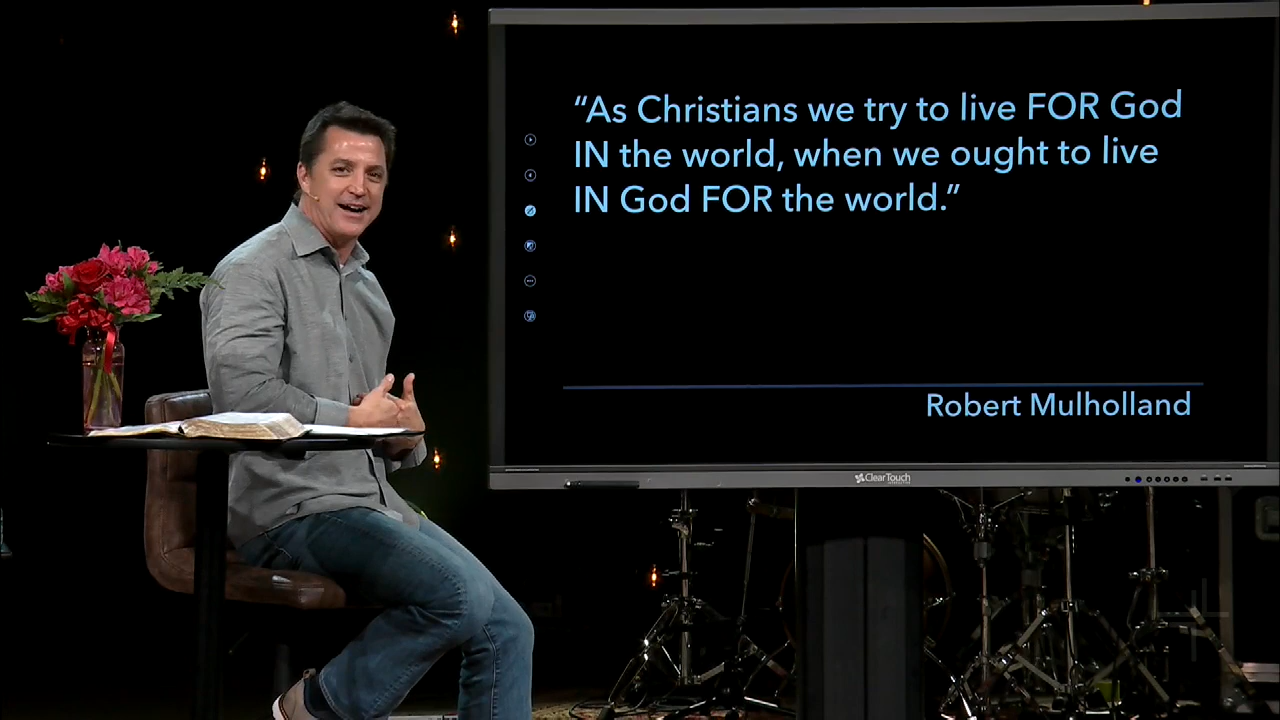 “As Christians we try to live FOR God
IN the world, when we ought to live
IN God FOR the world.”
Robert Mulholland
ClearTouch